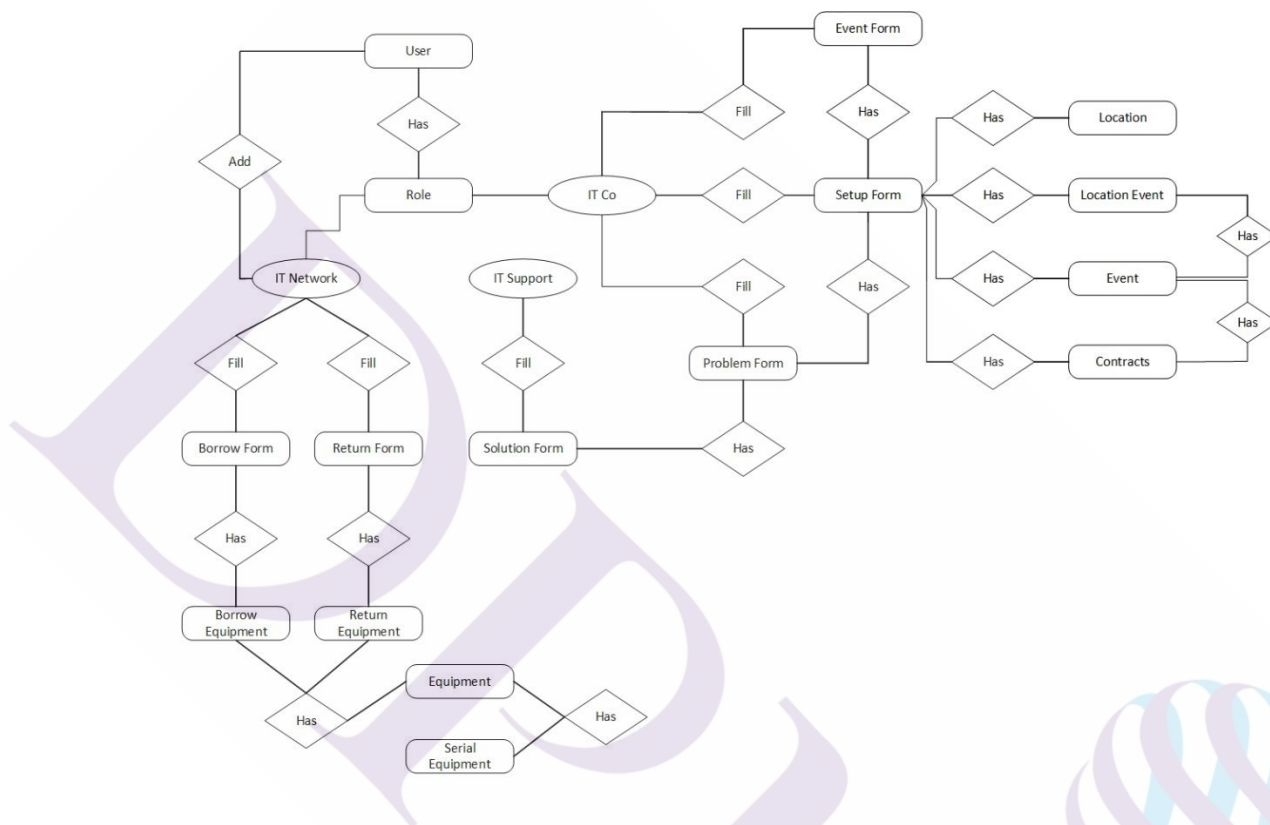 Event Form
User
Has
Fill
Has
Has
Location
Add
Role
IT Co
Fill
Setup Form
Has
Location Event
Has
IT Network
IT Support
Fill
Has
Has
Event
Has
Fill
Fill
Fill
Problem Form
Has
Contracts
Borrow Form
Return Form
Solution Form
Has
Has
Has
Borrow
Equipment
Return
Equipment
Equipment
Has
Has
Serial
Equipment